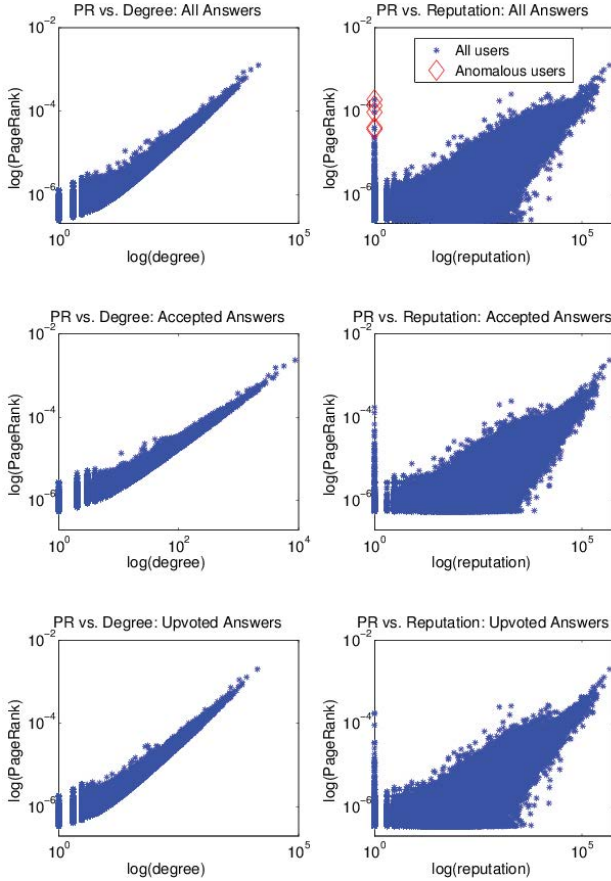 PR vs. Degree: All Answers
10^-2
10^-4
10^-6
log(PageRank)
10^0
10^5
log(degree)
PR vs. Reputation: All Answers
All users
Anomalous users
10^-2
10^-4
10^-6
log(PageRank)
10^0
10^5
log(reputation)
PR vs. Degree: Accepted Answers
10^-2
10^-4
10^-6
log(PageRank)
10^0
10^2
10^4
log(degree)
PR vs. Reputation: Accepted Answers
10^-2
10^-4
10^-6
log(PageRank)
10^0
10^5
log(reputation)
PR vs. Degree: Upvoted Answers
10^-2
10^-4
10^-6
log(PageRank)
10^0
10^5
log(degree)
PR vs. Reputation: Upvoted Answers
10^-2
10^-4
10^-6
log(PageRank)
10^0
10^5
log(reputation)